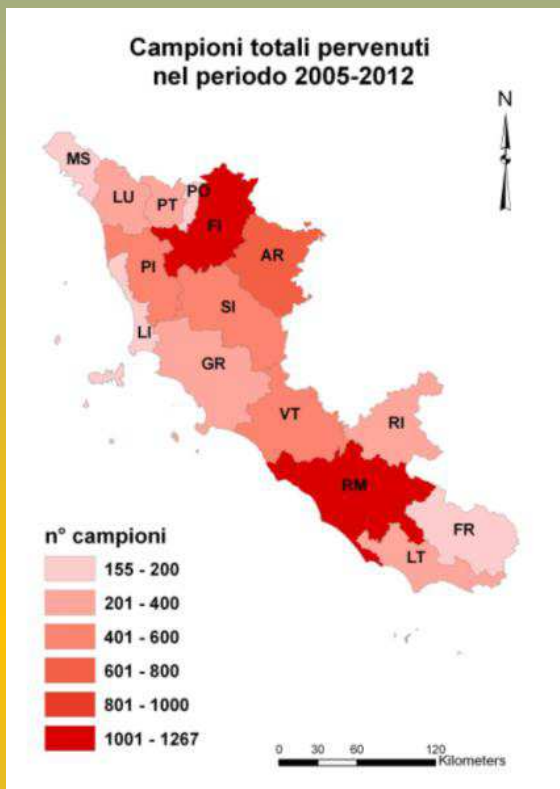 Campioni totali pervenuti
nel periodo 2005-2012
N
MS
LU
PT
PO
FI
AR
PI
SI
LI
GR
VT
RI
RM
FR
LT
n° campioni
155 - 200
201 - 400
401 - 600
601 - 800
801 - 1000
1001 - 1267
0 30 60 120
Kilometers